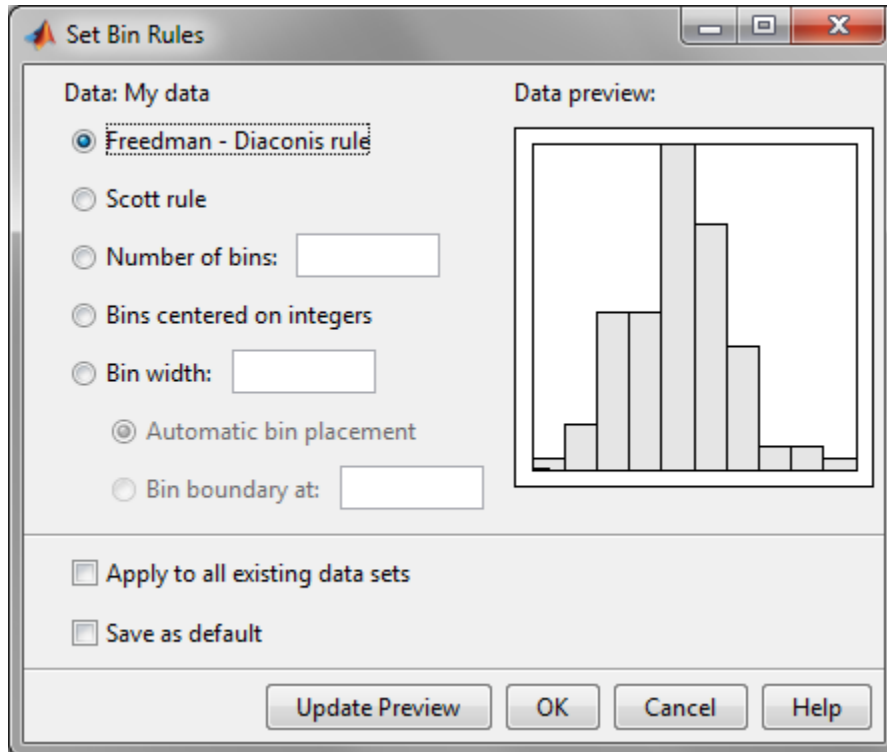 Set Bin Rules
Data: My data
Freedman - Diaconis rule
Scott rule
Number of bins:
Bins centered on integers
Bin width:
Automatic bin placement
Bin boundary at:
Data preview:
Apply to all existing data sets
Save as default
Update Preview
OK
Cancel
Help